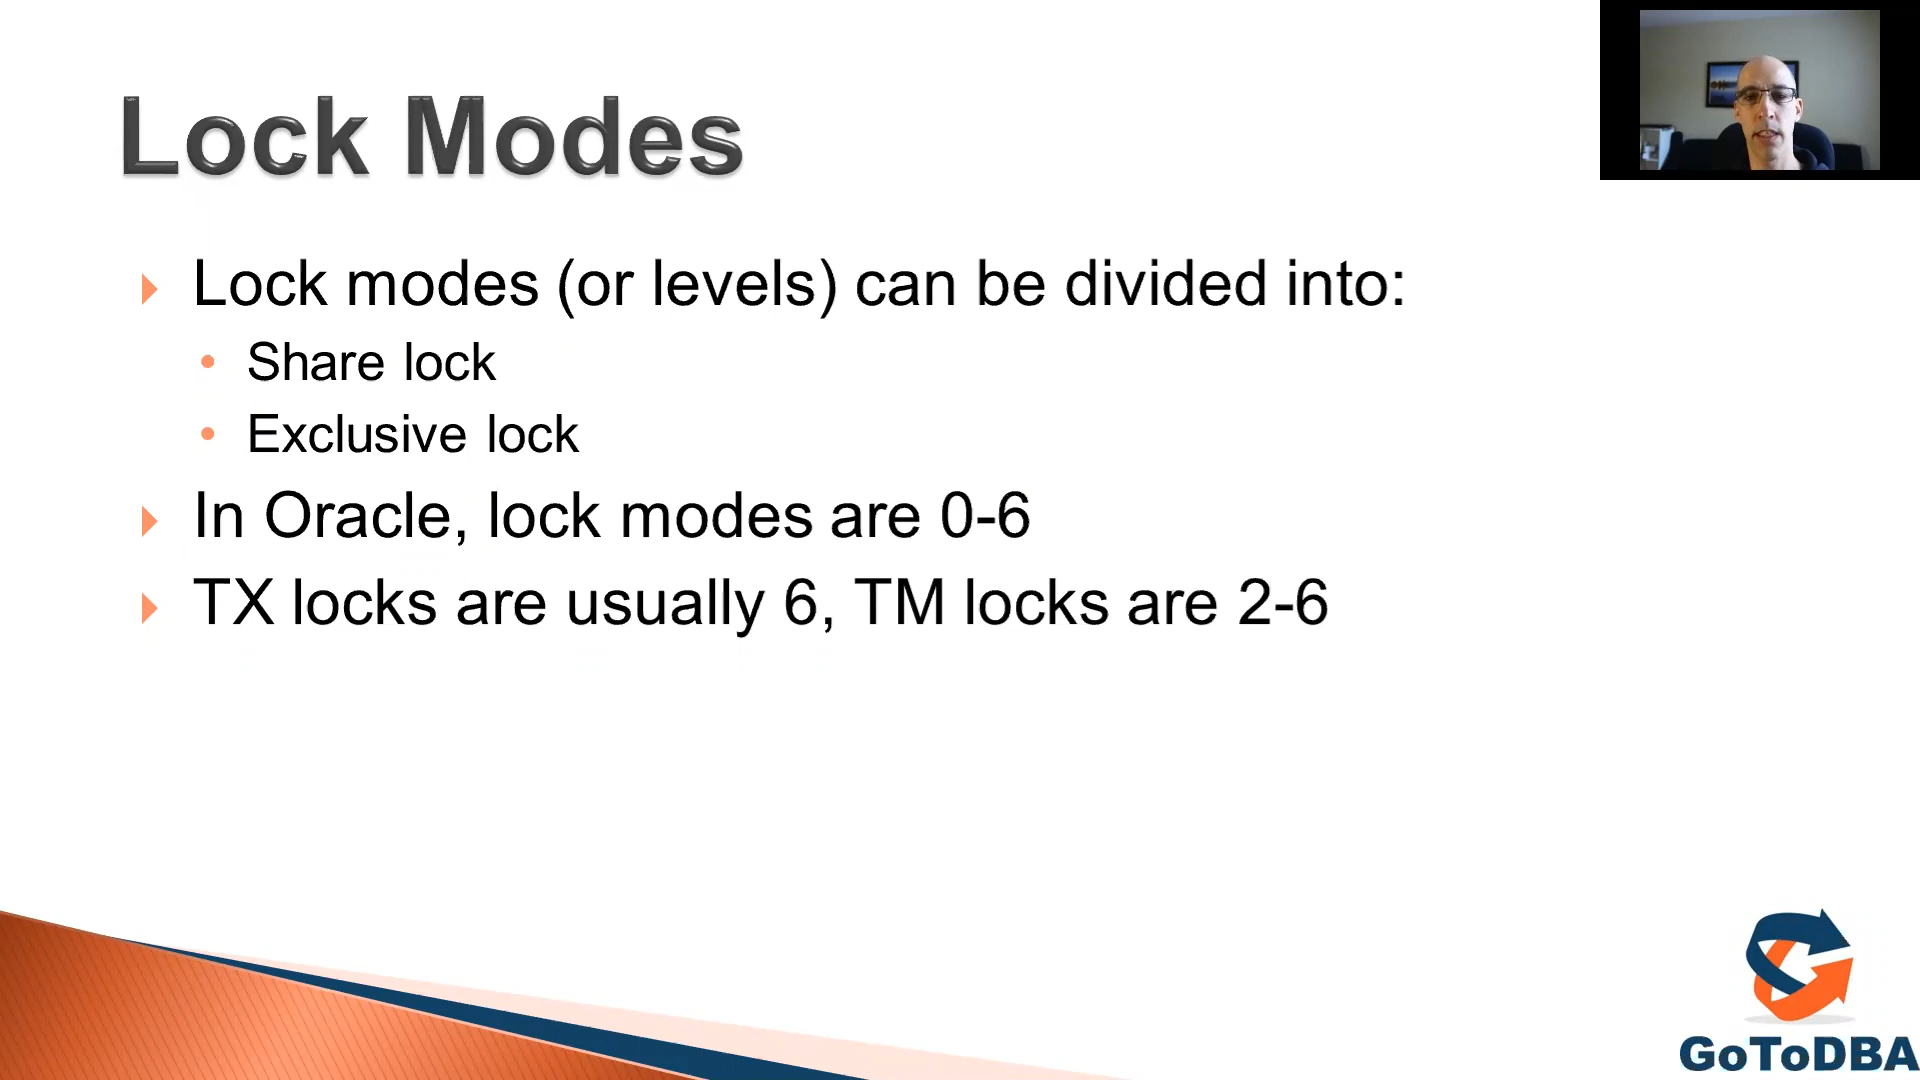 Lock Modes
Lock modes (or levels) can be divided into:
Share lock
Exclusive lock
In Oracle, lock modes are 0-6
TX locks are usually 6, TM locks are 2-6
GoToDBA